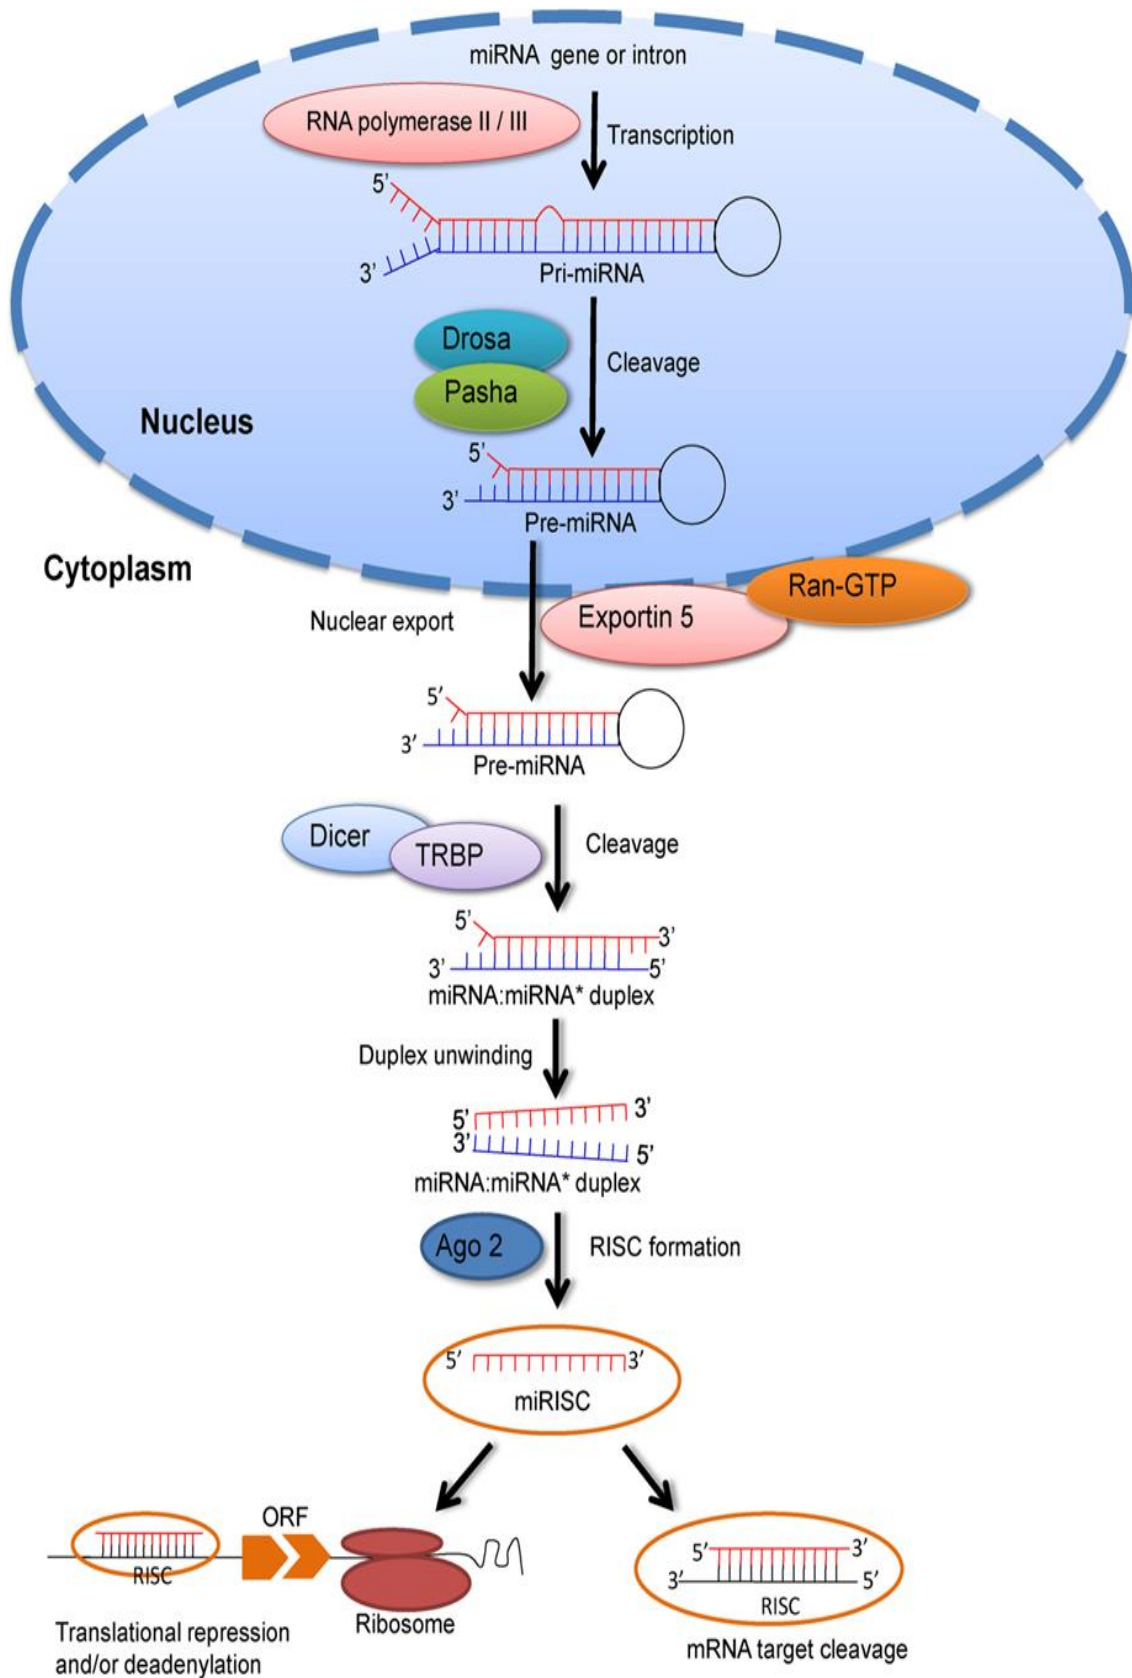 miRNA gene or intron
RNA polymerase II / III
Transcription
5’
3’
Pri-miRNA
Drosa
Pasha
Cleavage
Nucleus
5’
3’
Pre-miRNA
Cytoplasm
Ran-GTP
Exportin 5
Nuclear export
5’
3’
Pre-miRNA
Dicer
TRBP
Cleavage
5’
3’
3’
5’
miRNA:miRNA* duplex
Duplex unwinding
5’
3’
3’
5’
miRNA:miRNA* duplex
Ago 2
RISC formation
5’
3’
miRISC
ORF
RISC
Ribosome
Translational repression
and/or deadenylation
5’
3’
3’
5’
RISC
mRNA target cleavage